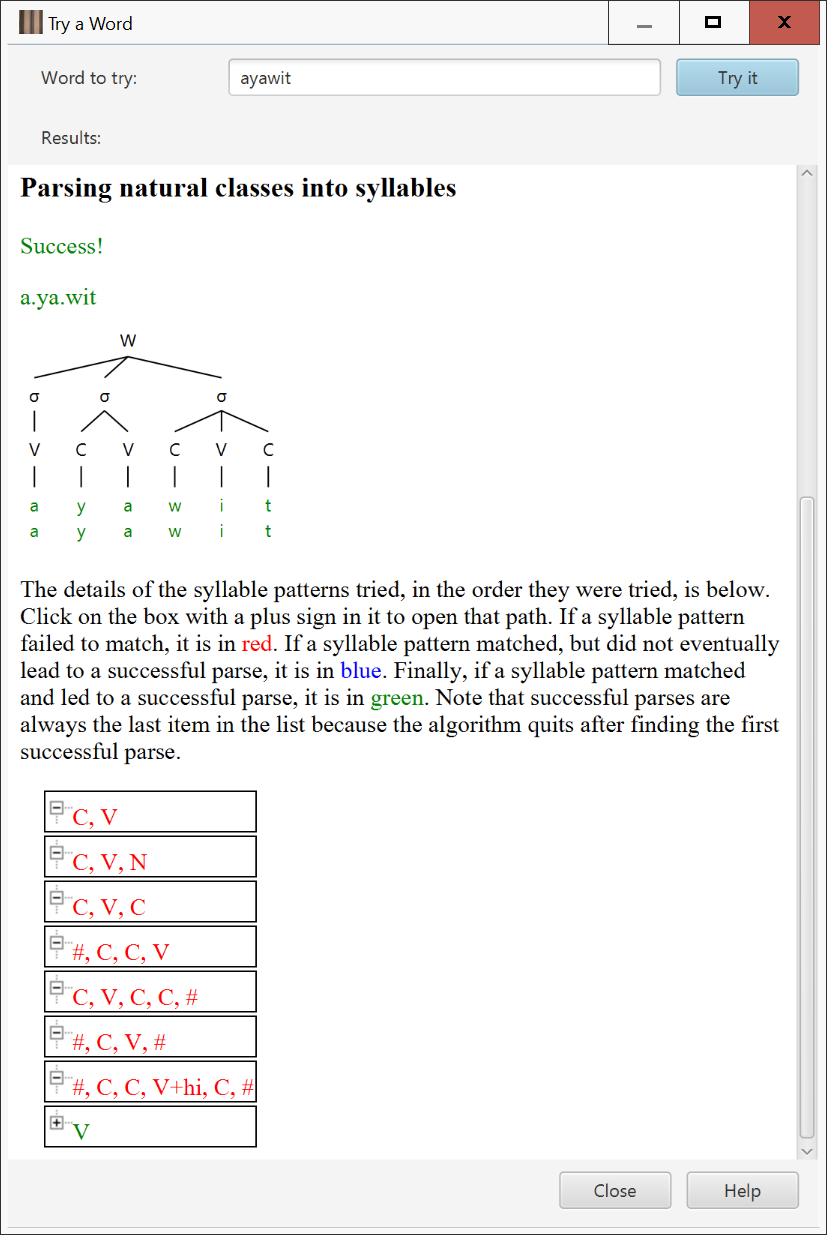 Try a Word
Word to try: ayawit Try it
Results:
Parsing natural classes into syllables
Success!
a.ya.wit
W
σ σ σ
V C V C V C
a y a w i t
a y a w i t
The details of the syllable patterns tried, in the order they were tried, is below.
Click on the box with a plus sign in it to open that path. If a syllable pattern
failed to match, it is in red. If a syllable pattern matched, but did not eventually
lead to a successful parse, it is in blue. Finally, if a syllable pattern matched
and led to a successful parse, it is in green. Note that successful parses are
always the last item in the list because the algorithm quits after finding the first
successful parse.
C, V
C, V, N
C, V, C
#, C, C, V
C, V, C, C, #
#, C, V, #
#, C, C, V+hi, C, #
V
Close Help